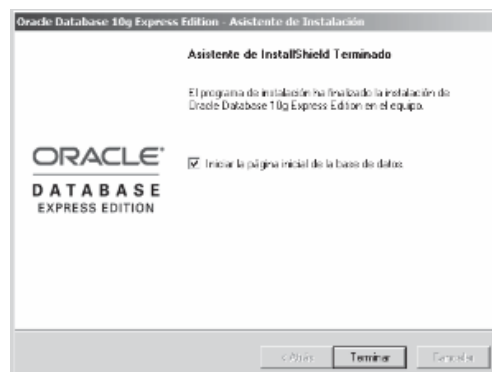 Oracle Database 10g Express Edition - Asistente de Instalación
Asistente de InstallShield Terminado
El programa de instalación ha finalizado la instalación de
Oracle Database 10g Express Edition en el equipo.
ORACLE®
DATABASE
EXPRESS EDITION
Iniciar la página inicial de la base de datos.
< Atrás
Terminar
Cancelar